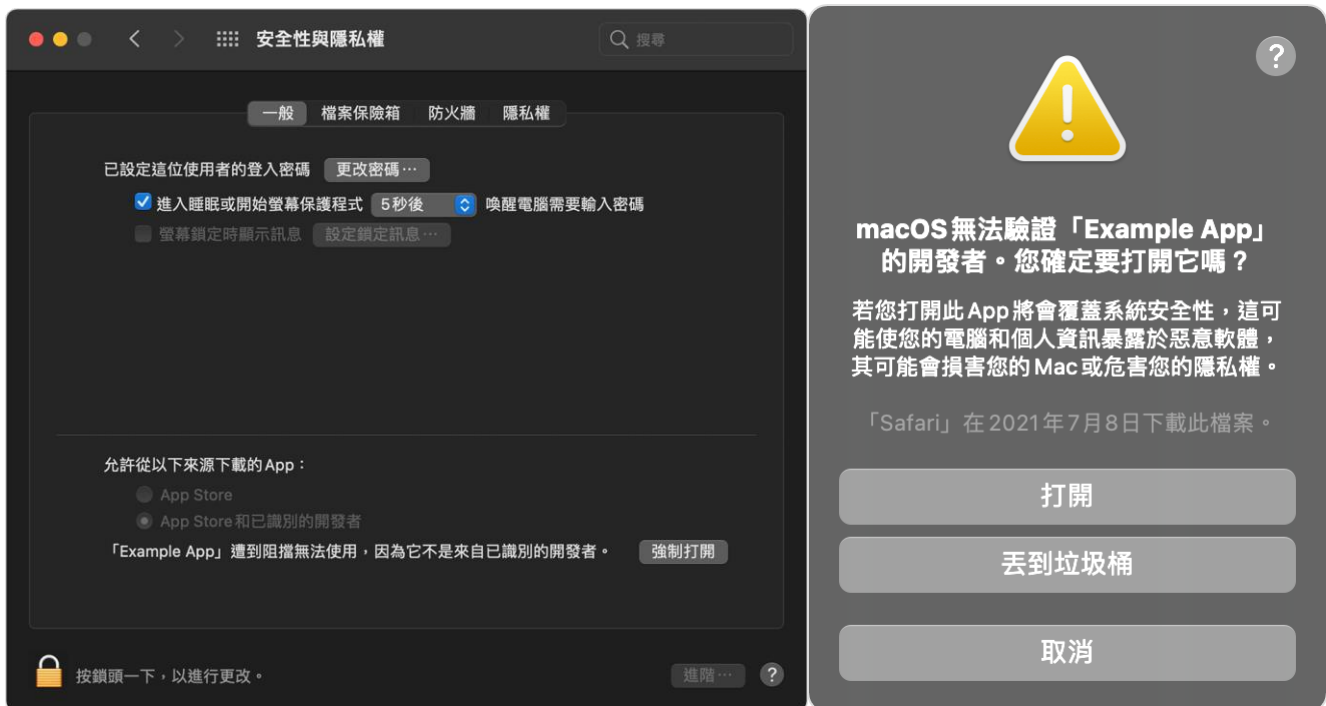 安全性與隱私權
搜尋
一般 檔案保險箱 防火牆 隱私權
已設定這位使用者的登入密碼 更改密碼⋯
進入睡眠或開始螢幕保護程式 5秒後 喚醒電腦需要輸入密碼
螢幕鎖定時顯示訊息 設定鎖定訊息⋯
允許從以下來源下載的App：
App Store
App Store和已識別的開發者
「Example App」遭到阻擋無法使用，因為它不是來自已識別的開發者。 強制打開
按鎖頭一下，以進行更改。 進階⋯ ?
?
macOS無法驗證「Example App」
的開發者。您確定要打開它嗎？
若您打開此App將會覆蓋系統安全性，這可
能使您的電腦和個人資訊暴露於惡意軟體，
其可能會損害您的Mac或危害您的隱私權。
「Safari」在2021年7月8日下載此檔案。
打開
丟到垃圾桶
取消